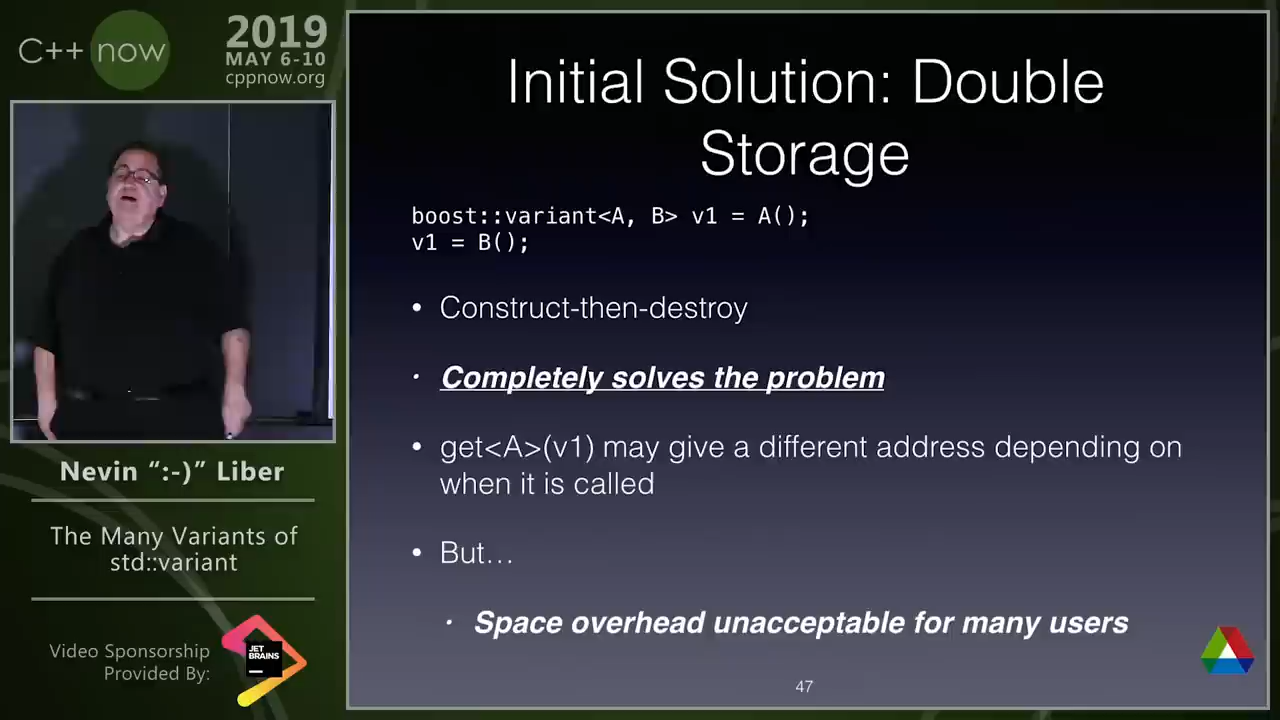 C++ now
2019
MAY 6-10
cppnow.org
Nevin “:-)” Liber
The Many Variants of
std::variant
Video Sponsorship
Provided By:
JET
BRAINS
Initial Solution: Double
Storage
boost::variant<A, B> v1 = A();
v1 = B();
• Construct-then-destroy
• Completely solves the problem
• get<A>(v1) may give a different address depending on
when it is called
• But…
• Space overhead unacceptable for many users
47